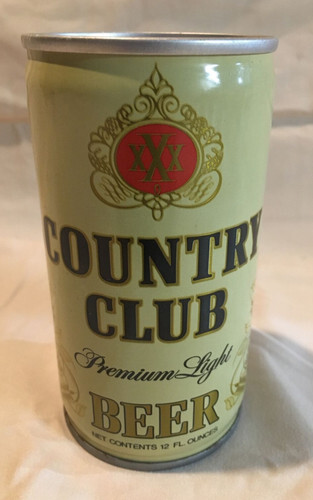 XXX
COUNTRY
CLUB
Premium Light
BEER
NET CONTENTS 12 FL. OUNCES